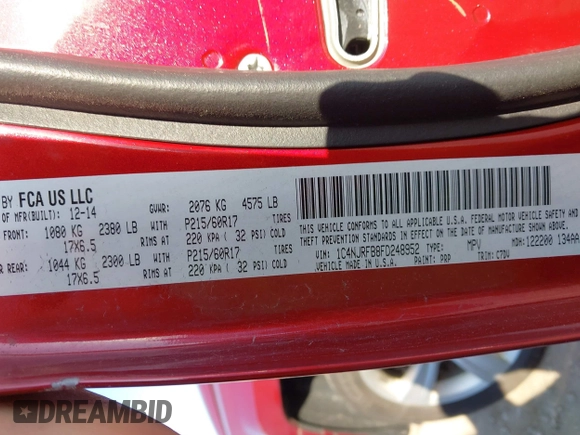 BY FCA US LLC
OF MFR(BUILT): 12-14
GVWR: 2076 KG 4575 LB
FRONT: 1080 KG 2380 LB WITH P215/60R17 TIRES
17X6.5 RIMS AT 220 KPA ( 32 PSI) COLD
REAR: 1044 KG 2300 LB WITH P215/60R17 TIRES
17X6.5 RIMS AT 220 KPA ( 32 PSI) COLD
THIS VEHICLE CONFORMS TO ALL APPLICABLE U.S.A. FEDERAL MOTOR VEHICLE SAFETY AND
BUMPER AND THEFT PREVENTION STANDARDS IN
EFFECT ON THE DATE OF MANUFACTURE SHOWN ABOVE.
VIN: 1C4NJRFB8FD248952 TYPE: MPV MDH: 122200 134AA
VEHICLE MADE IN U.S.A. PAINT: PRP TRIM: C7DV
DREAMBID